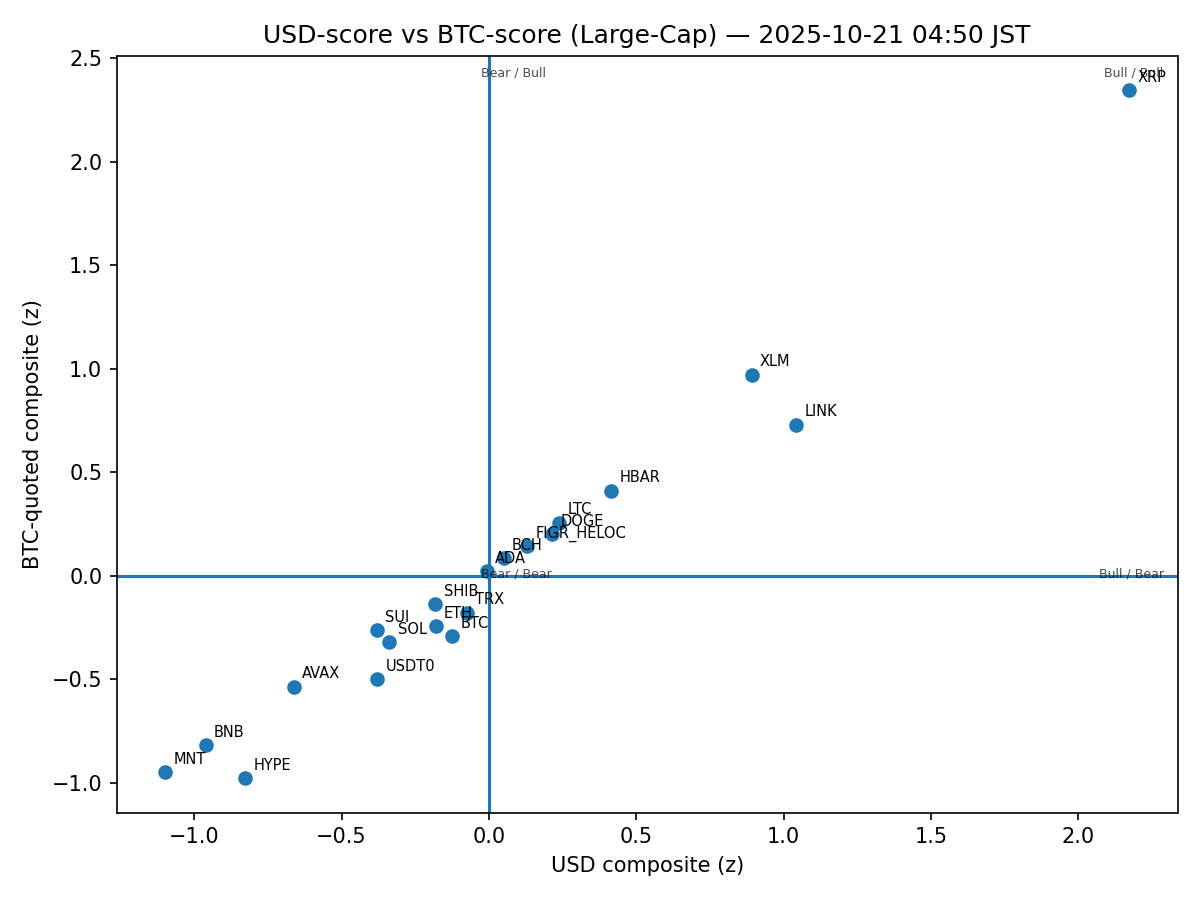 USD-score vs BTC-score (Large-Cap) — 2025-10-21 04:50 JST
2.5
Bear / Bull
Bull / Bull
XRP
2.0
1.5
1.0
XLM
LINK
0.5
HBAR
LTC
DOGE
FIGR_HELOC
BCH
ADA
0.0
Bear / Bear
Bull / Bear
SHIB
TRX
SUI
ETH
BTC
SOL
−0.5
USDT0
AVAX
BNB
MNT
HYPE
−1.0
−1.0
−0.5
0.0
0.5
1.0
1.5
2.0
USD composite (z)
BTC-quoted composite (z)